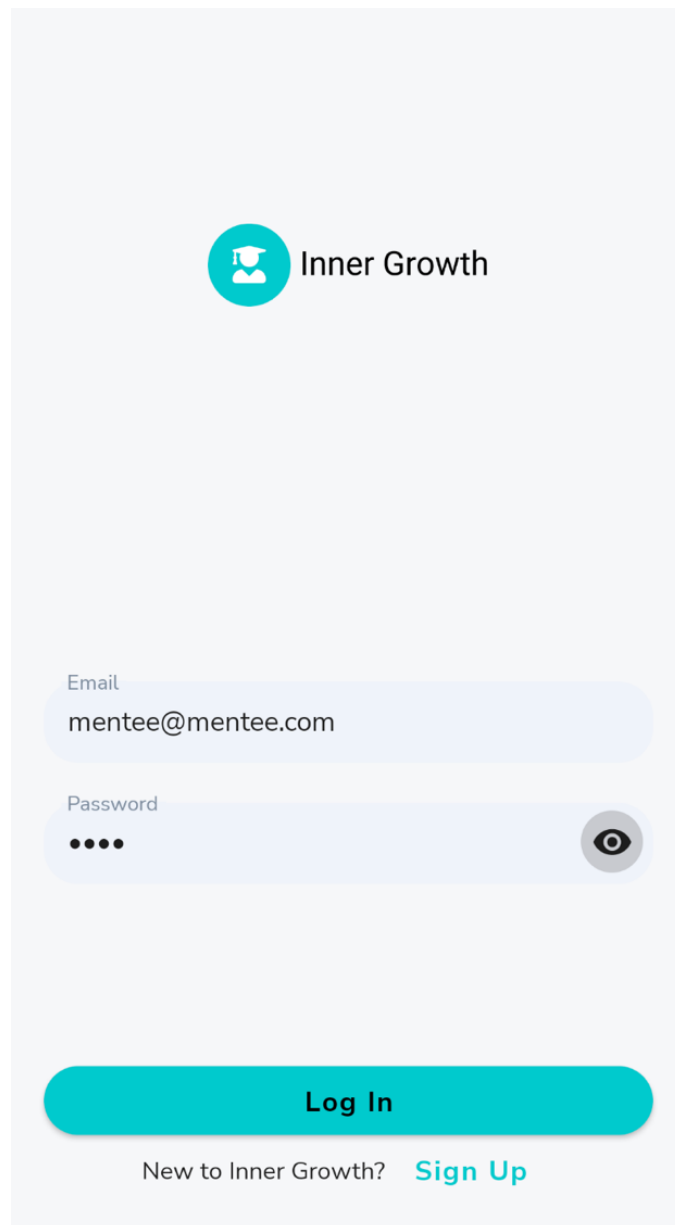 Inner Growth
Email
mentee@mentee.com
Password
••••
Log In
New to Inner Growth? Sign Up